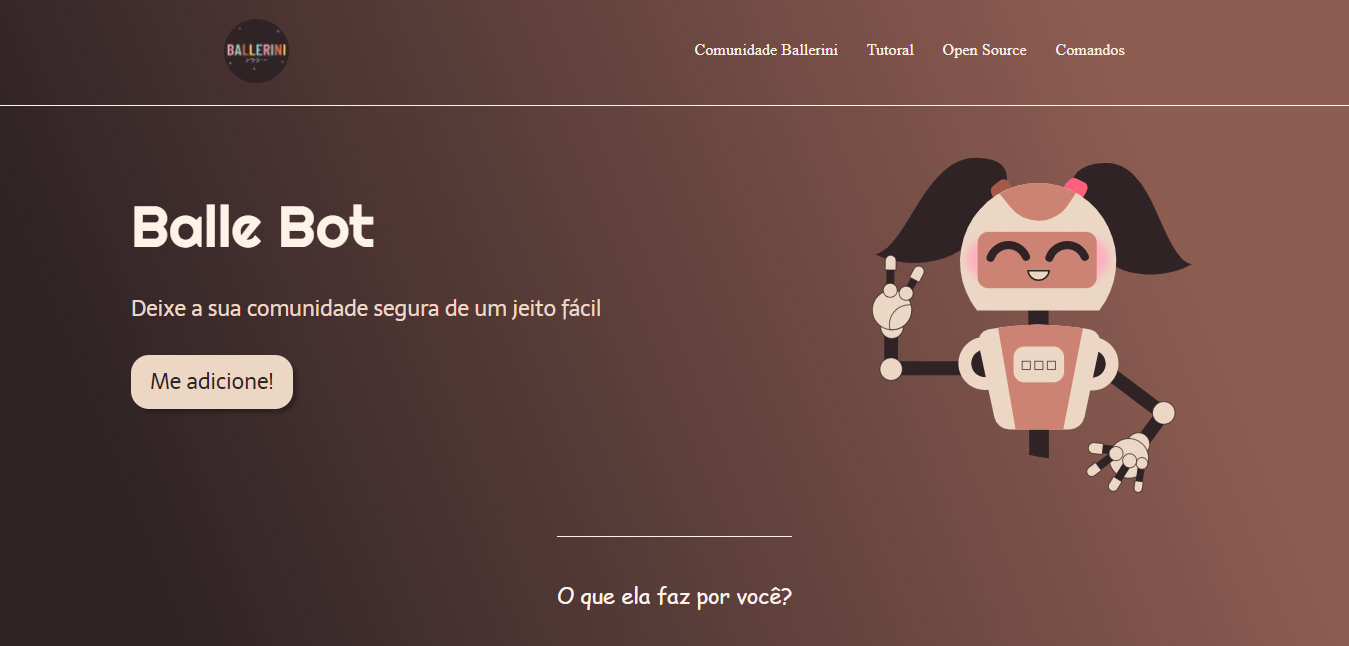 BALLERINI
Comunidade Ballerini Tutoral Open Source Comandos
Balle Bot
Deixe a sua comunidade segura de um jeito fácil
Me adicione!
O que ela faz por você?